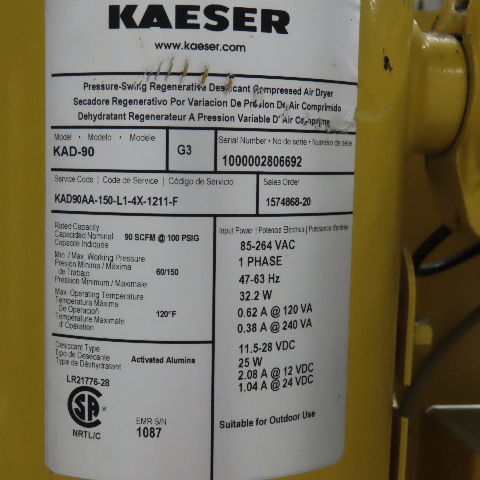 KAESER
www.kaeser.com
Pressure-Swing Regenerative Desiccant Compressed Air Dryer
Secadore Regenerativo Por Variacion De Presion De Aire Comprimido
Dehydratant Regenerateur A Pression Variable D' Air Comprime
Model • Modelo • Modele
KAD-90
G3
Serial Number • No de serie • Numéro de série
1000002806692
Service Code | Code de Service | Código de Servicio
KAD90AA-150-L1-4X-1211-F
Sales Order
1574868-20
Rated Capacity
Capacidad Nominal 90 SCFM @ 100 PSIG
Capacité Indiquée
Min. / Max. Working Pressure
Presión Mínima / Máxima
de Trabajo 60/150
Pression Minimum / Maximale
Max. Operating Temperature
Temperatura Máxima
De Operación 120°F
Température Maximale
d' Opération
Desiccant Type
Tipo de Desecante Activated Alumina
Type de Déshydratant
LR21776-28
NRTL/C
EMR S/N
1087
Input Power | Potencia Electrica | Puissance d'entrée
85-264 VAC
1 PHASE
47-63 Hz
32.2 W
0.62 A @ 120 VA
0.38 A @ 240 VA
11.5-28 VDC
25 W
2.08 A @ 12 VDC
1.04 A @ 24 VDC
Suitable for Outdoor Use